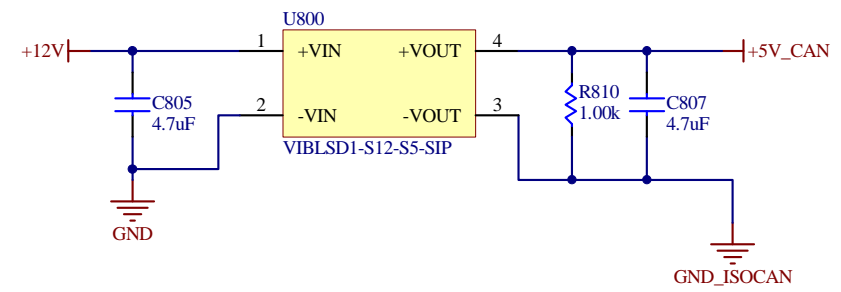 U800
+12V
1
+VIN
+VOUT
4
+5V_CAN
C805
4.7uF
2
-VIN
-VOUT
3
R810
1.00k
C807
4.7uF
VIBLSD1-S12-S5-SIP
GND
GND_ISOCAN